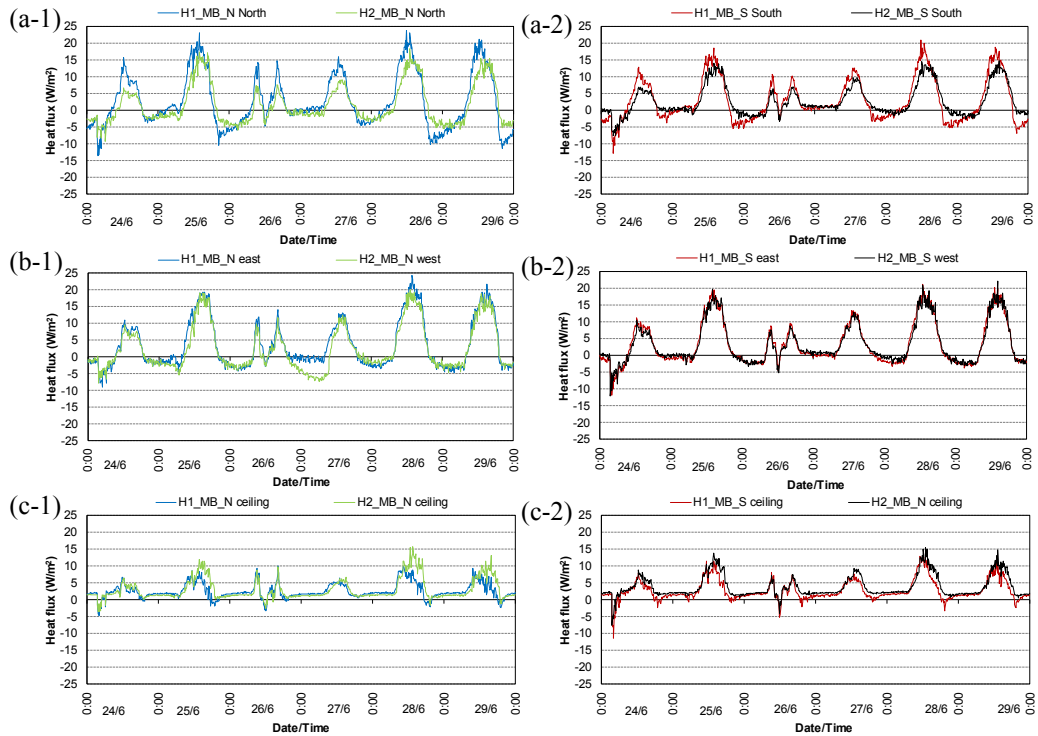 (a-1)
H1_MB_N North
H2_MB_N North
Heat flux (W/m²)
25
20
15
10
5
0
-5
-10
-15
-20
-25
0:00 0:00 0:00 0:00 0:00 0:00 0:00
24/6 25/6 26/6 27/6 28/6 29/6
Date/Time
(a-2)
H1_MB_S South
H2_MB_S South
Heat flux (W/m²)
25
20
15
10
5
0
-5
-10
-15
-20
-25
0:00 0:00 0:00 0:00 0:00 0:00 0:00
24/6 25/6 26/6 27/6 28/6 29/6
Date/Time
(b-1)
H1_MB_N east
H2_MB_N west
Heat flux (W/m²)
25
20
15
10
5
0
-5
-10
-15
-20
-25
0:00 0:00 0:00 0:00 0:00 0:00 0:00
24/6 25/6 26/6 27/6 28/6 29/6
Date/Time
(b-2)
H1_MB_S east
H2_MB_S west
Heat flux (W/m²)
25
20
15
10
5
0
-5
-10
-15
-20
-25
0:00 0:00 0:00 0:00 0:00 0:00 0:00
24/6 25/6 26/6 27/6 28/6 29/6
Date/Time
(c-1)
H1_MB_N ceiling
H2_MB_N ceiling
Heat flux (W/m²)
25
20
15
10
5
0
-5
-10
-15
-20
-25
0:00 0:00 0:00 0:00 0:00 0:00 0:00
24/6 25/6 26/6 27/6 28/6 29/6
Date/Time
(c-2)
H1_MB_S ceiling
H2_MB_N ceiling
Heat flux (W/m²)
25
20
15
10
5
0
-5
-10
-15
-20
-25
0:00 0:00 0:00 0:00 0:00 0:00 0:00
24/6 25/6 26/6 27/6 28/6 29/6
Date/Time